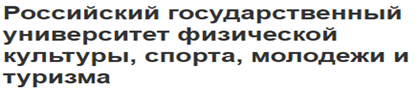 Российский государственный
университет физической
культуры, спорта, молодежи и
туризма